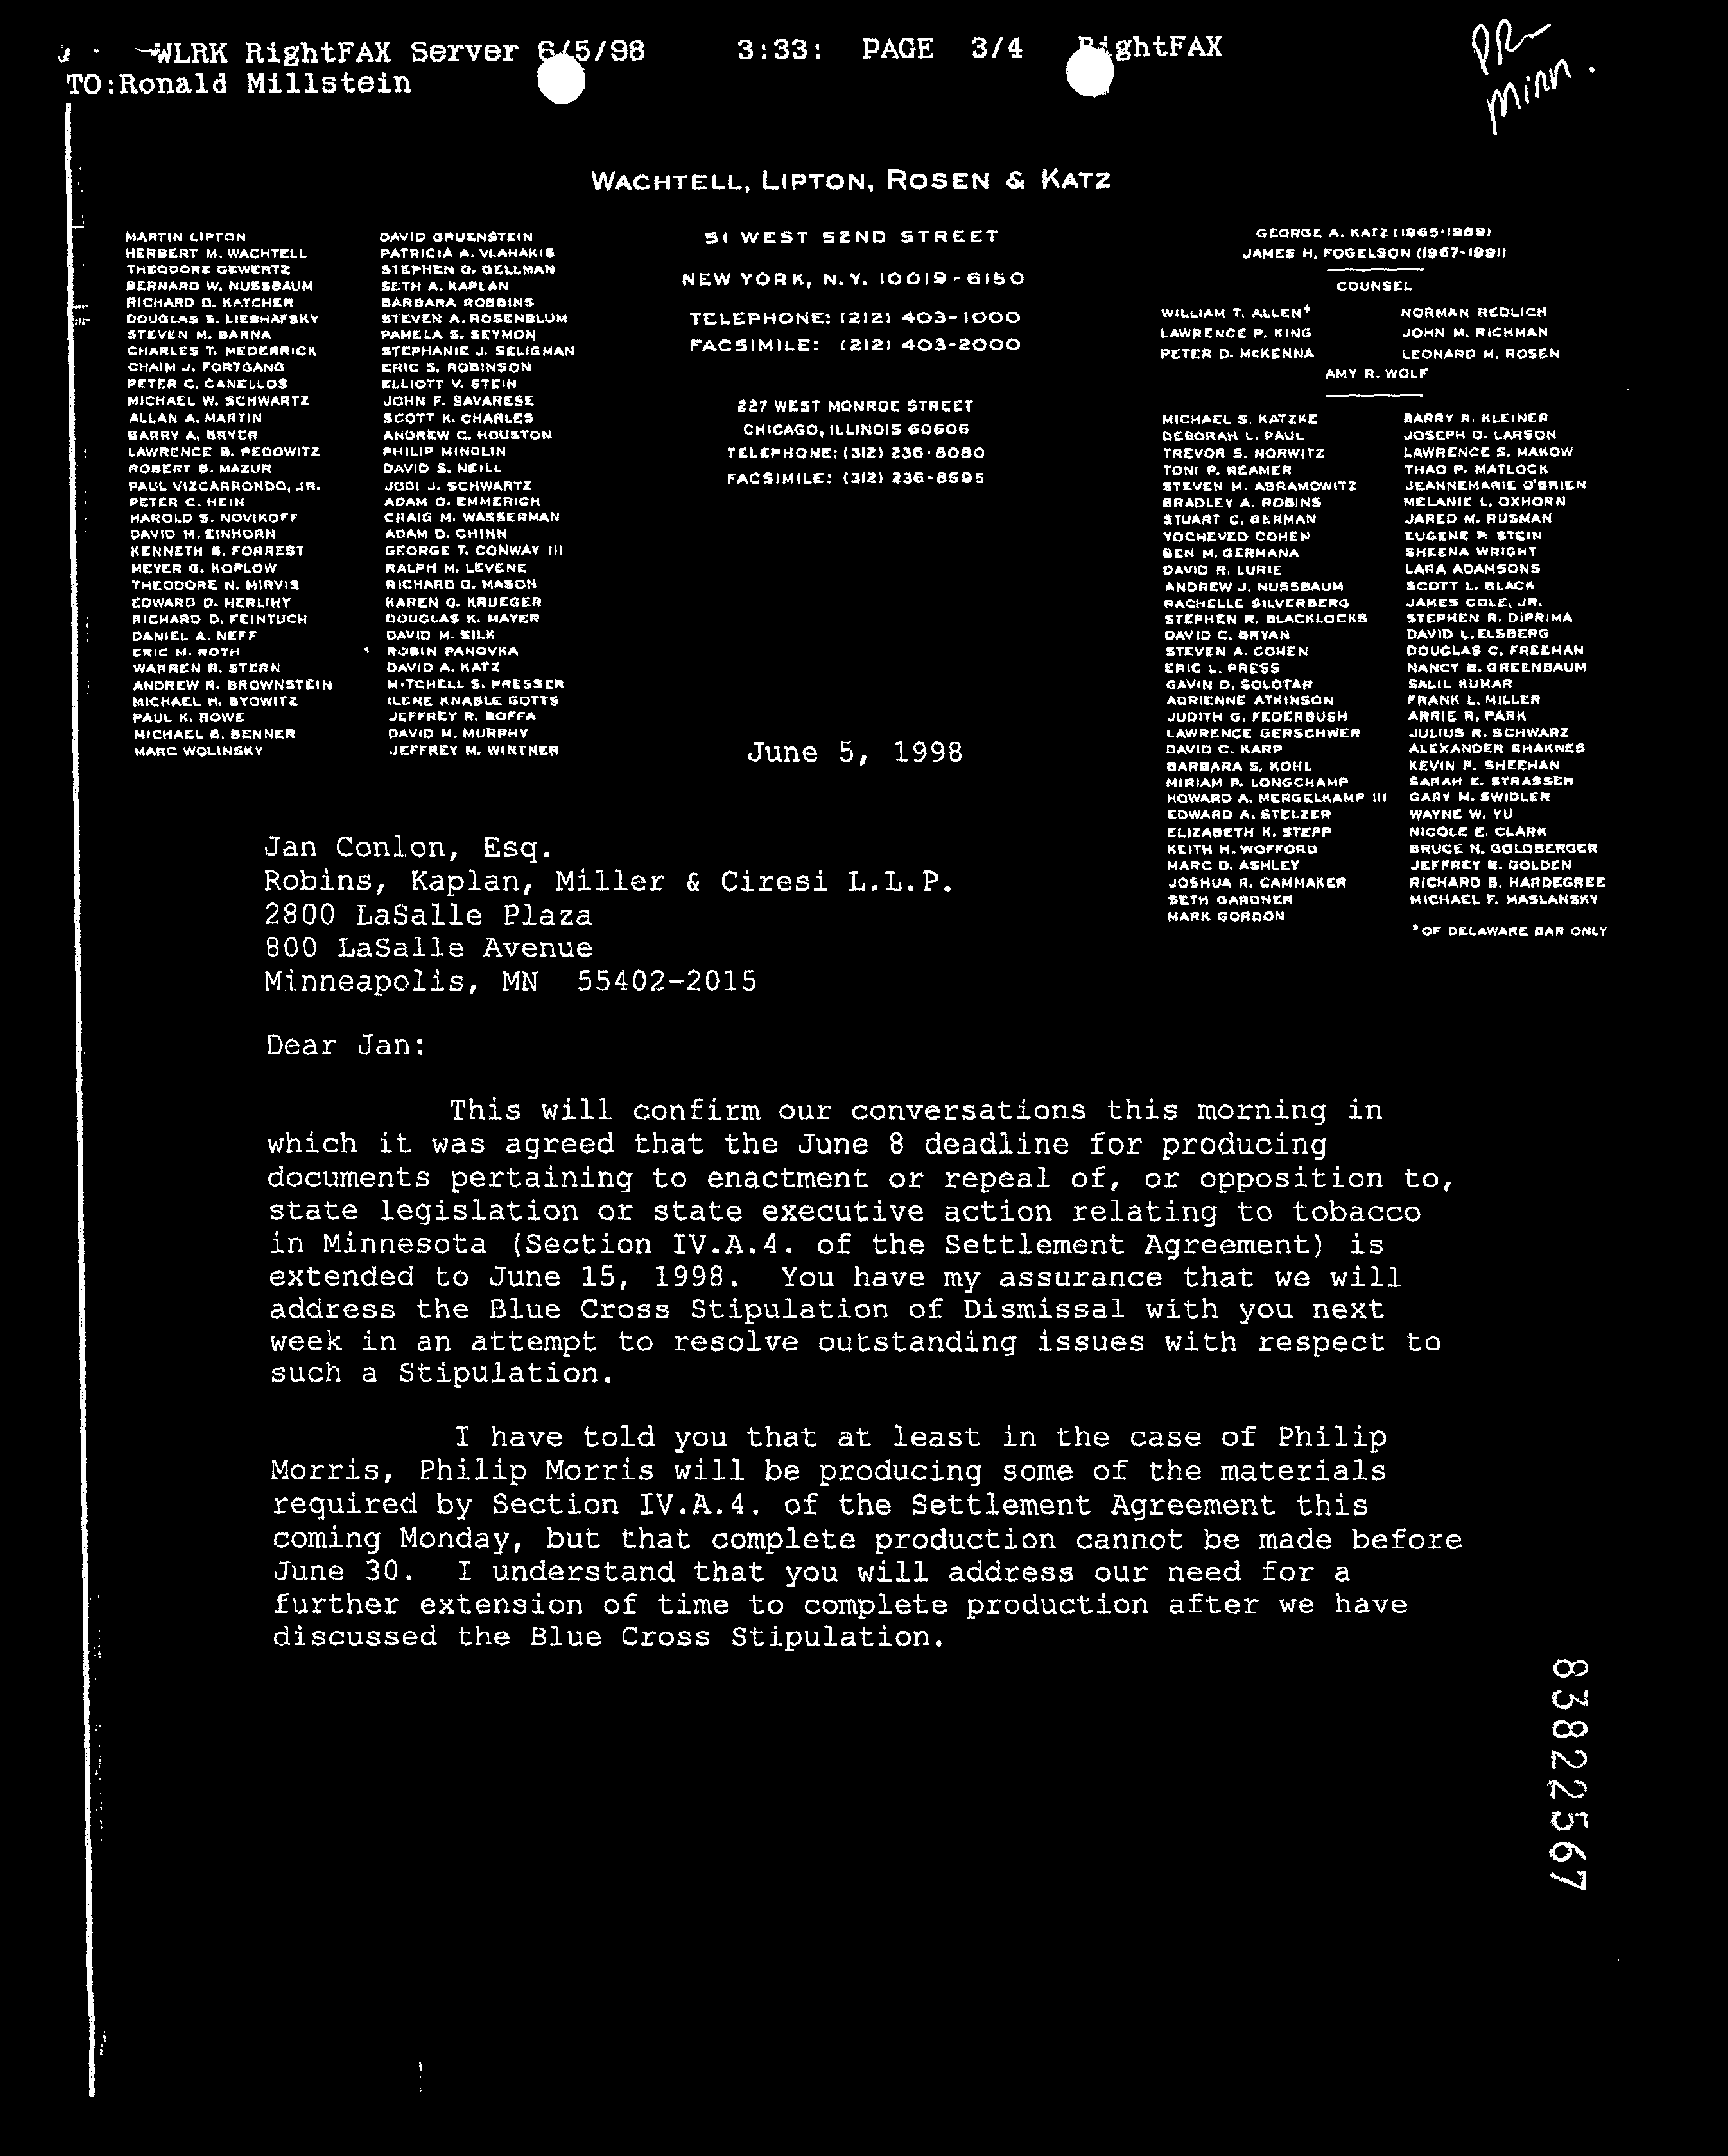 WLRK RightFAX Server 6/5/98 3:33: PAGE 3/4 RightFAX
TO:Ronald Millstein
PR
Minn.
WACHTELL, LIPTON, ROSEN & KATZ
MARTIN LIPTON
HERBERT M. WACHTELL
THEODORE GEWERTZ
BERNARD W. NUSSBAUM
RICHARD D. KATCHER
DOUGLAS S. LIEBHAFSKY
STEVEN M. BARNA
CHARLES T. MEDERRICK
CHAIM J. FORTGANG
PETER C. CANELLOS
MICHAEL W. SCHWARTZ
ALLAN A. MARTIN
BARRY A. BRYER
LAWRENCE B. PEDOWITZ
ROBERT B. MAZUR
PAUL VIZCARRONDO, JR.
PETER C. HEIN
HAROLD S. NOVIKOFF
DAVID M. EINHORN
KENNETH B. FORREST
MEYER G. KOPLOW
THEODORE N. MIRVIS
EDWARD D. HERLIHY
RICHARD D. FEINTUCH
DANIEL A. NEFF
ERIC M. ROTH
WARREN R. STERN
ANDREW R. BROWNSTEIN
MICHAEL H. BYOWITZ
PAUL K. ROWE
MICHAEL B. BENNER
MARC WOLINSKY
DAVID GRUENSTEIN
PATRICIA A. VLAHAKIS
STEPHEN G. GELLMAN
SETH A. KAPLAN
BARBARA ROBBINS
STEVEN A. ROSENBLUM
PAMELA S. SEYMON
STEPHANIE J. SELIGMAN
ERIC S. ROBINSON
ELLIOTT V. STEIN
JOHN F. SAVARESE
SCOTT K. CHARLES
ANDREW C. HOUSTON
PHILIP MINDLIN
DAVID S. NEILL
JODI J. SCHWARTZ
ADAM O. EMMERICH
CRAIG M. WASSERMAN
ADAM D. CHINN
GEORGE T. CONWAY III
RALPH M. LEVENE
RICHARD G. MASON
KAREN G. KRUEGER
DOUGLAS K. MAYER
DAVID M. SILK
ROBIN PANOVKA
DAVID A. KATZ
MITCHELL S. PRESSER
ILENE KNABLE GOTTS
JEFFREY R. BOFFA
DAVID M. MURPHY
JEFFREY M. WINTNER
51 WEST 52ND STREET
NEW YORK, N.Y. 10019-6150
TELEPHONE: (212) 403-1000
FACSIMILE: (212) 403-2000
227 WEST MONROE STREET
CHICAGO, ILLINOIS 60606
TELEPHONE: (312) 236-6080
FACSIMILE: (312) 236-8595
GEORGE A. KATZ (1965-1989)
JAMES H. FOGELSON (1967-1991)
COUNSEL
WILLIAM T. ALLEN* NORMAN REDLICH
LAWRENCE P. KING JOHN M. RICHMAN
PETER D. McKENNA LEONARD M. ROSEN
AMY R. WOLF
MICHAEL S. KATZKE
DEBORAH L. PAUL
TREVOR S. NORWITZ
TONI P. REAMER
STEVEN M. ABRAMOWITZ
BRADLEY A. ROBINS
STUART C. BERMAN
YOCHEVED COHEN
BEN M. GERMANA
DAVID R. LURIE
ANDREW J. NUSSBAUM
RACHELLE SILVERBERG
STEPHEN R. BLACKLOCKS
DAVID C. BRYAN
STEVEN A. COHEN
ERIC L. PRESS
GAVIN D. SOLOTAR
ADRIENNE ATKINSON
JUDITH G. FEDERBUSH
LAWRENCE GERSCHWER
DAVID C. KARP
BARBARA S. KOHL
MIRIAM P. LONGCHAMP
HOWARD A. MERGELKAMP III
EDWARD A. STELZER
ELIZABETH K. STEPP
KEITH H. WOFFORD
MARC D. ASHLEY
JOSHUA R. CAMMAKER
SETH GARDNER
MARK GORDON
BARRY R. KLEINER
JOSEPH D. LARSON
LAWRENCE S. MAKOW
THAO P. MATLOCK
JEANNEMARIE O'BRIEN
MELANIE L. OXHORN
JARED M. RUSMAN
EUGENE P. STEIN
SHEENA WRIGHT
LARA ADAMSONS
SCOTT L. BLACK
JAMES COLE, JR.
STEPHEN R. DiPRIMA
DAVID L. ELSBERG
DOUGLAS C. FREEMAN
NANCY B. GREENBAUM
SALIL KUMAR
FRANK L. MILLER
ARRIE R. PARK
JULIUS R. SCHWARZ
ALEXANDER SHAKNES
KEVIN P. SHEEHAN
SARAH E. STRASSER
GARY M. SWIDLER
WAYNE W. YU
NICOLE E. CLARK
BRUCE N. GOLDBERGER
JEFFREY B. GOLDEN
RICHARD B. HARDEGREE
MICHAEL F. MASLANSKY
*OF DELAWARE BAR ONLY
June 5, 1998
Jan Conlon, Esq.
Robins, Kaplan, Miller & Ciresi L.L.P.
2800 LaSalle Plaza
800 LaSalle Avenue
Minneapolis, MN 55402-2015
Dear Jan:
This will confirm our conversations this morning in
which it was agreed that the June 8 deadline for producing
documents pertaining to enactment or repeal of, or opposition to,
state legislation or state executive action relating to tobacco
in Minnesota (Section IV.A.4. of the Settlement Agreement) is
extended to June 15, 1998. You have my assurance that we will
address the Blue Cross Stipulation of Dismissal with you next
week in an attempt to resolve outstanding issues with respect to
such a Stipulation.
I have told you that at least in the case of Philip
Morris, Philip Morris will be producing some of the materials
required by Section IV.A.4. of the Settlement Agreement this
coming Monday, but that complete production cannot be made before
June 30. I understand that you will address our need for a
further extension of time to complete production after we have
discussed the Blue Cross Stipulation.
83822567